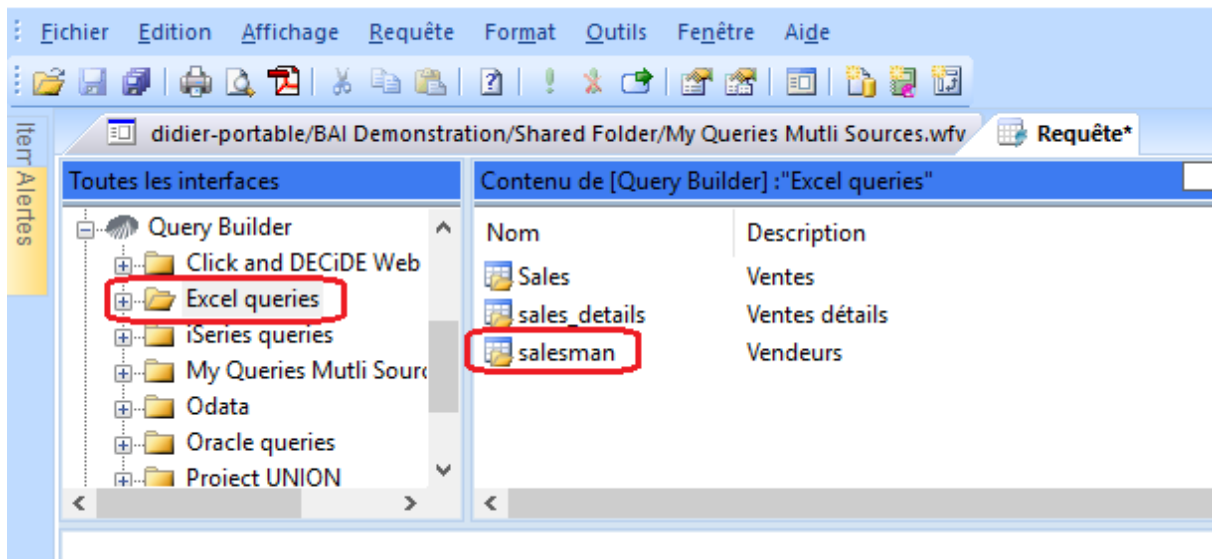 Fichier Edition Affichage Requête Format Outils Fenêtre Aide
Alertes
didier-portable/BAI Demonstration/Shared Folder/My Queries Mutli Sources.wfv
Requête*
Toutes les interfaces
Query Builder
Click and DECiDE Web
Excel queries
iSeries queries
My Queries Mutli Sourc
Odata
Oracle queries
Project UNION
Contenu de [Query Builder] :"Excel queries"
Nom Description
Sales Ventes
sales_details Ventes détails
salesman Vendeurs